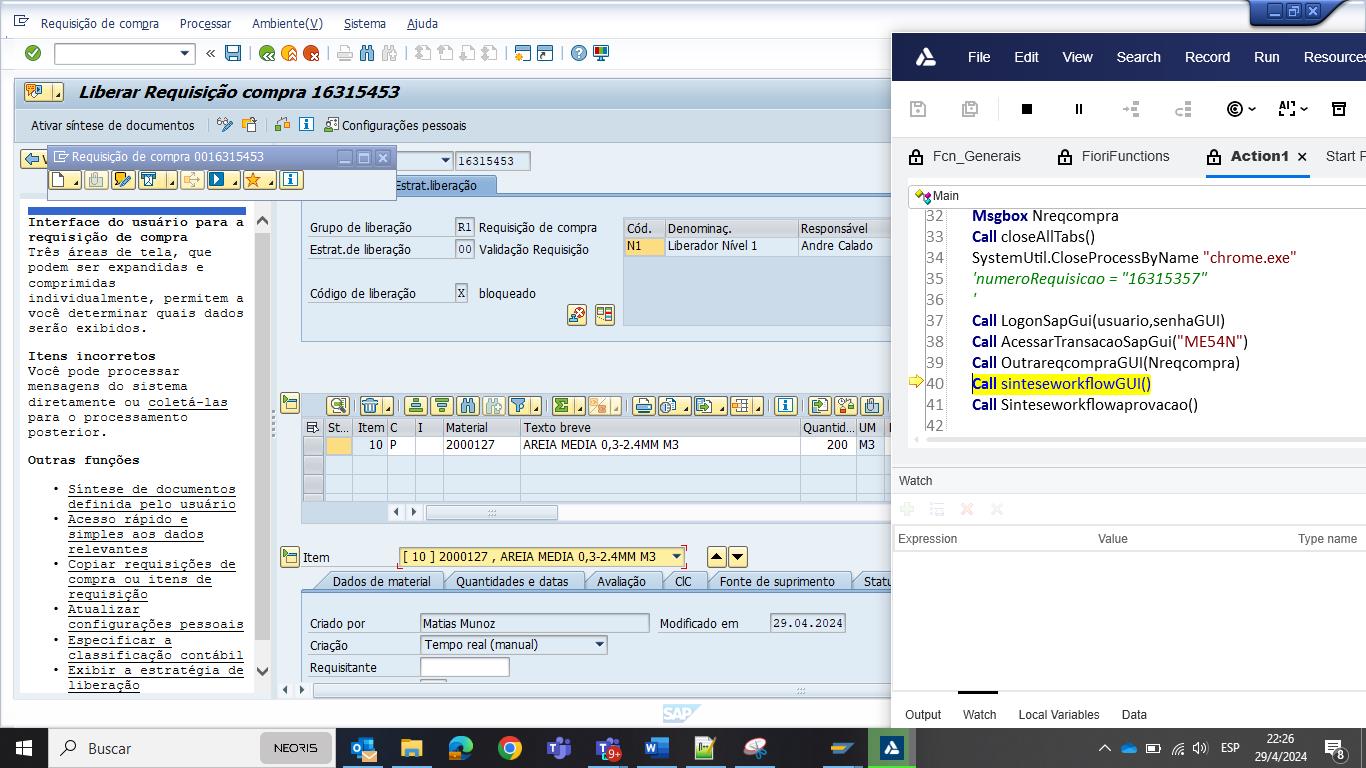 Requisição de compra Processar Ambiente(V) Sistema Ajuda
Liberar Requisição compra 16315453
Ativar síntese de documentos Configurações pessoais
Requisição de compra 0016315453
16315453
Estrat.liberação
Interface do usuário para a
requisição de compra
Três áreas de tela, que
podem ser expandidas e
comprimidas
individualmente, permitem a
você determinar quais dados
serão exibidos.
Itens incorretos
Você pode processar
mensagens do sistema
diretamente ou coletá-las
para o processamento
posterior.
Outras funções
• Síntese de documentos
definida pelo usuário
• Acesso rápido e
simples aos dados
relevantes
• Copiar requisições de
compra ou itens de
requisição
• Atualizar
configurações pessoais
• Especificar a
classificação contábil
• Exibir a estratégia de
liberação
Grupo de liberação R1 Requisição de compra
Estrat.de liberação 00 Validação Requisição
Código de liberação X bloqueado
Cód. Denominaç. Responsável
N1 Liberador Nível 1 Andre Calado
St... Item C I Material Texto breve Quantid... UM
10 P 2000127 AREIA MEDIA 0,3-2.4MM M3 200 M3
Item [ 10 ] 2000127 , AREIA MEDIA 0,3-2.4MM M3
Dados de material Quantidades e datas Avaliação ClC Fonte de suprimento Statu
Criado por Matias Munoz Modificado em 29.04.2024
Criação Tempo real (manual)
Requisitante
SAP
File Edit View Search Record Run Resources
Fcn_Generais FioriFunctions Action1 × Start P
Main
32 Msgbox Nreqcompra
33 Call closeAllTabs()
34 SystemUtil.CloseProcessByName "chrome.exe"
35 'numeroRequisicao = "16315357"
36 '
37 Call LogonSapGui(usuario,senhaGUI)
38 Call AcessarTransacaoSapGui("ME54N")
39 Call OutrareqcompraGUI(Nreqcompra)
40 Call sinteseworkflowGUI()
41 Call Sinteseworkflowaprovacao()
42
Watch
Expression Value Type name
Output Watch Local Variables Data
Buscar NEORIS
9+
ESP
22:26
29/4/2024
8